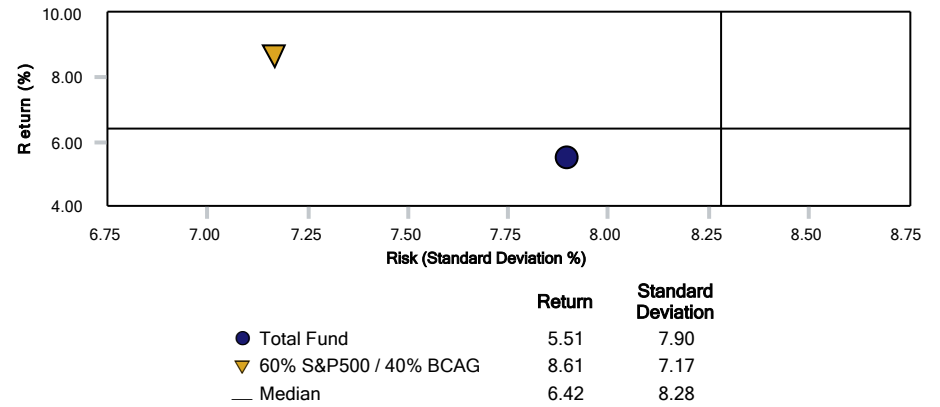 10.00
8.00
6.00
4.00
Return (%)
6.75 7.00 7.25 7.50 7.75 8.00 8.25 8.50 8.75
Risk (Standard Deviation %)
Return Standard
Deviation
Total Fund 5.51 7.90
60% S&P500 / 40% BCAG 8.61 7.17
Median 6.42 8.28